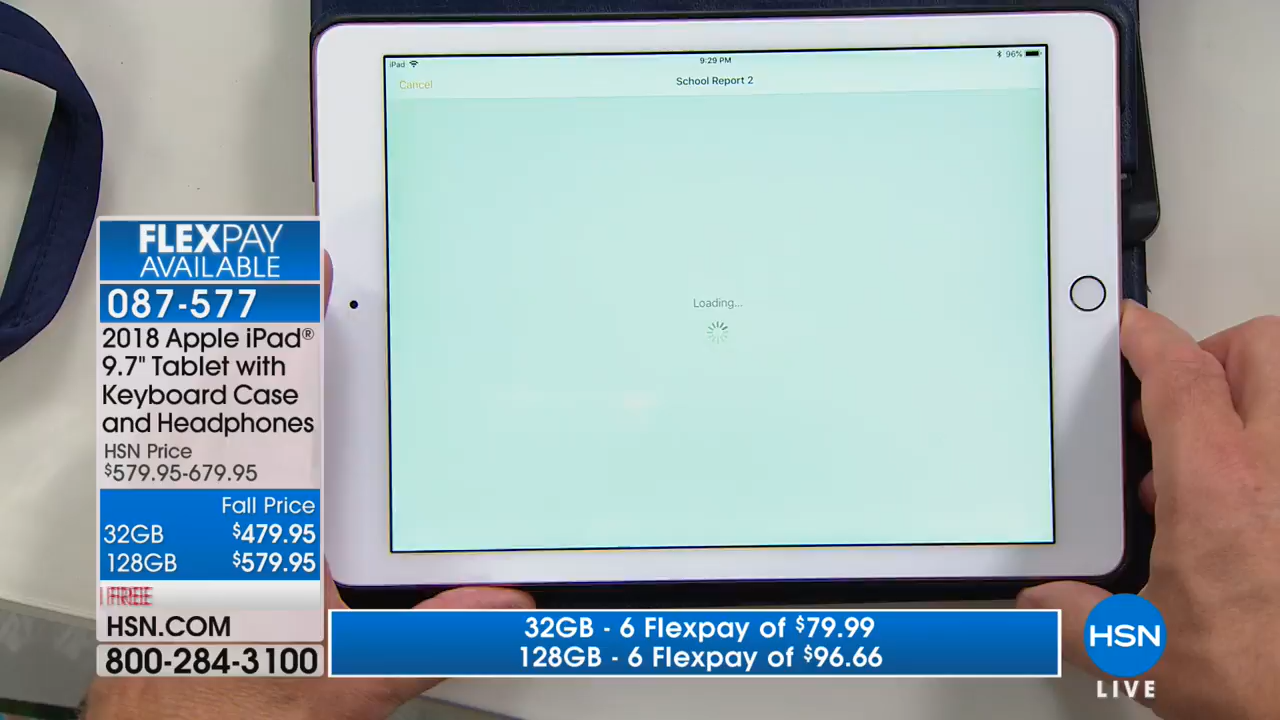 iPad
9:29 PM
96%
Cancel
School Report 2
Loading...
FLEXPAY
AVAILABLE
087-577
2018 Apple iPad®
9.7" Tablet with
Keyboard Case
and Headphones
HSN Price
$579.95-679.95
Fall Price
32GB $479.95
128GB $579.95
FREE
HSN.COM
800-284-3100
32GB - 6 Flexpay of $79.99
128GB - 6 Flexpay of $96.66
HSN
LIVE